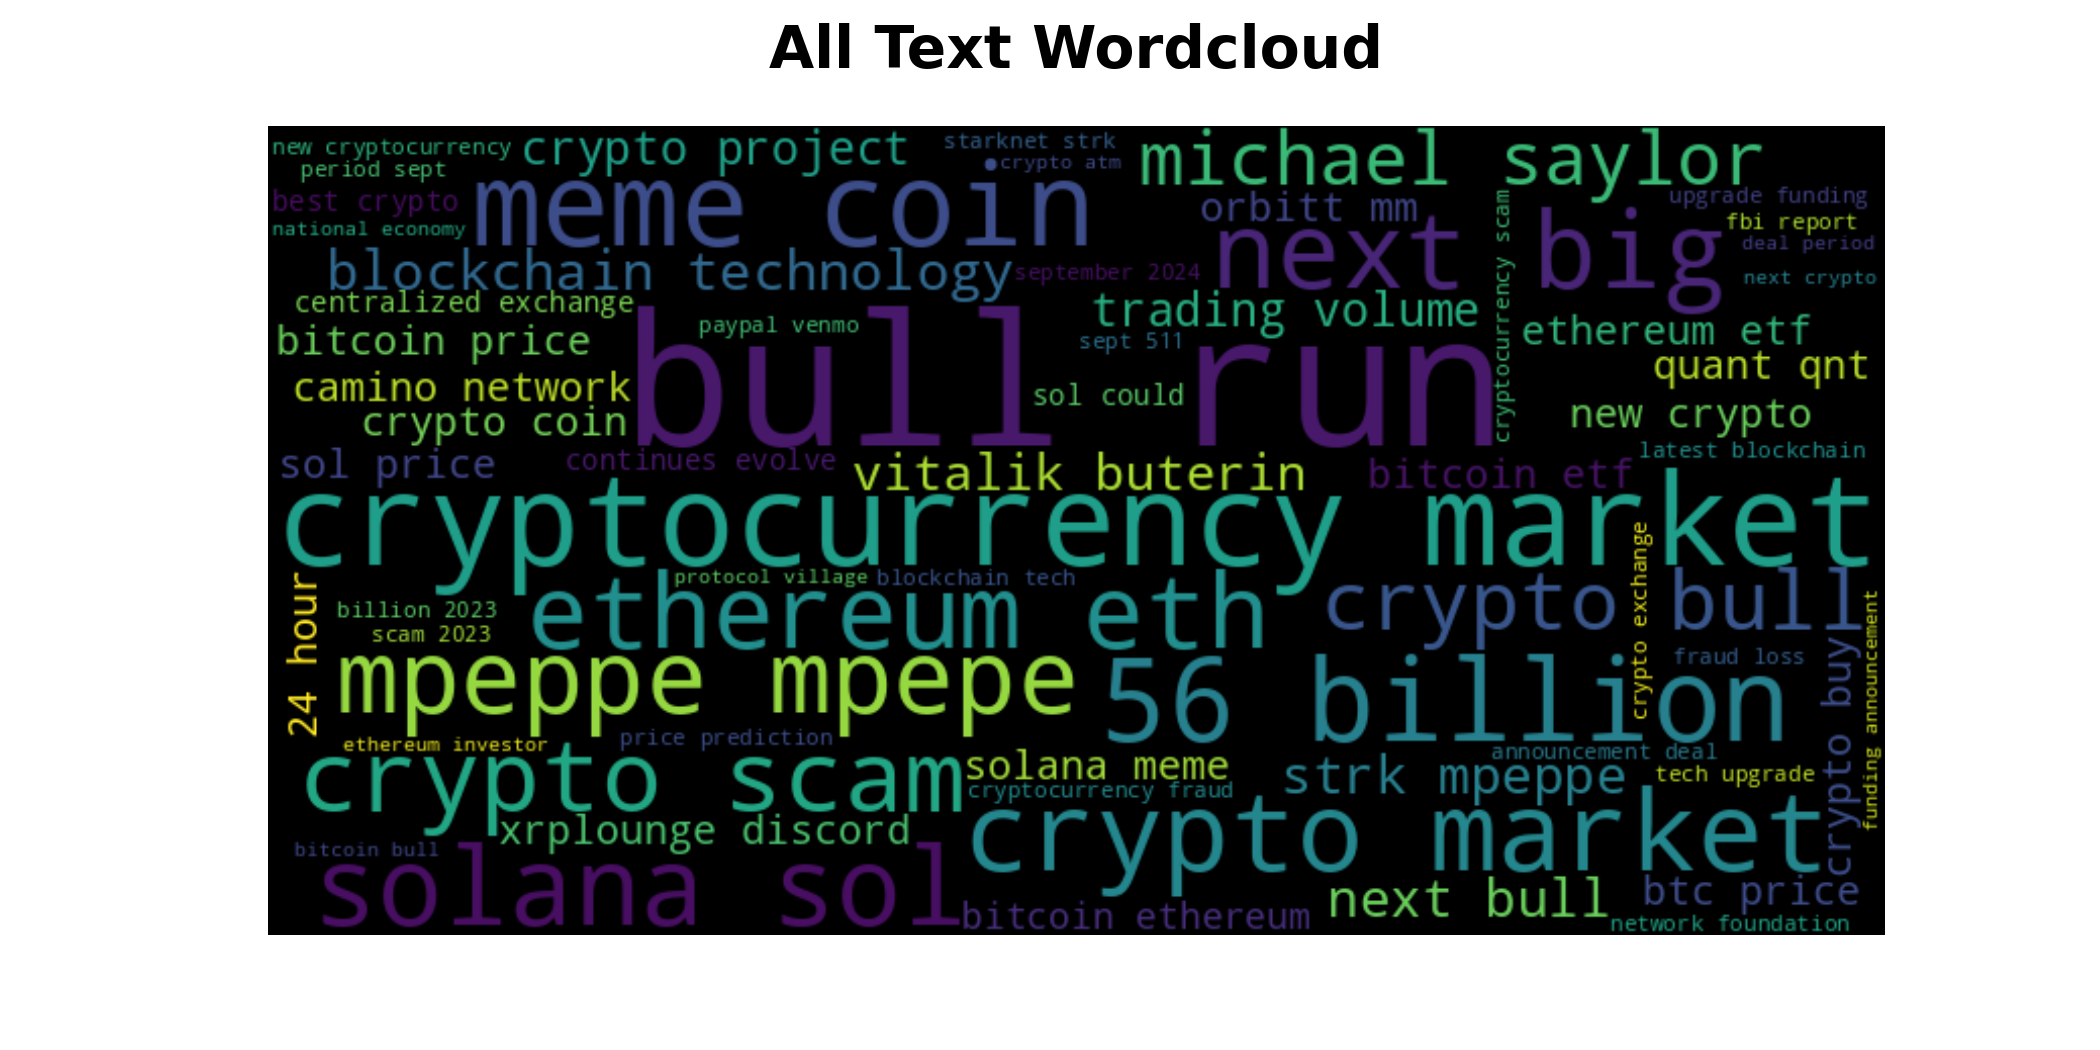 All Text Wordcloud
new cryptocurrency
crypto project
starknet strk
michael saylor
period sept
crypto atm
best crypto
meme coin
orbitt mm
cryptocurrency scam
upgrade funding
national economy
next big
fbi report
deal period
blockchain technology
september 2024
next crypto
centralized exchange
bull run
paypal venmo
trading volume
ethereum etf
bitcoin price
sept 511
quant qnt
camino network
sol could
crypto coin
new crypto
sol price
continues evolve
vitalik buterin
bitcoin etf
latest blockchain
cryptocurrency market
24 hour
protocol village
blockchain tech
crypto exchange
billion 2023
ethereum eth
crypto bull
scam 2023
funding announcement
mpeppe mpepe
56 billion
fraud loss
crypto buy
ethereum investor
price prediction
announcement deal
crypto scam
solana meme
strk mpeppe
tech upgrade
cryptocurrency fraud
xrplounge discord
crypto market
bitcoin bull
solana sol
bitcoin ethereum
next bull
btc price
network foundation